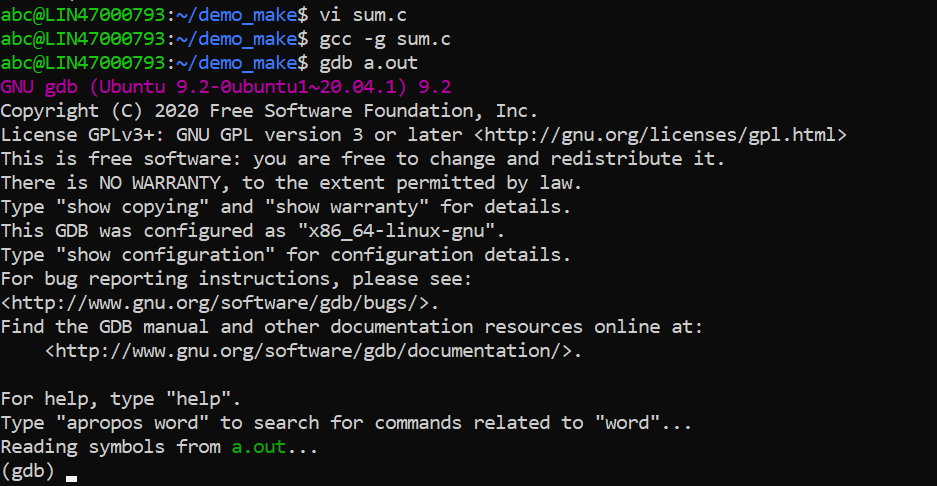 abc@LIN47000793:~/demo_make$ vi sum.c
abc@LIN47000793:~/demo_make$ gcc -g sum.c
abc@LIN47000793:~/demo_make$ gdb a.out
GNU gdb (Ubuntu 9.2-0ubuntu1~20.04.1) 9.2
Copyright (C) 2020 Free Software Foundation, Inc.
License GPLv3+: GNU GPL version 3 or later <http://gnu.org/licenses/gpl.html>
This is free software: you are free to change and redistribute it.
There is NO WARRANTY, to the extent permitted by law.
Type "show copying" and "show warranty" for details.
This GDB was configured as "x86_64-linux-gnu".
Type "show configuration" for configuration details.
For bug reporting instructions, please see:
<http://www.gnu.org/software/gdb/bugs/>.
Find the GDB manual and other documentation resources online at:
    <http://www.gnu.org/software/gdb/documentation/>.

For help, type "help".
Type "apropos word" to search for commands related to "word"...
Reading symbols from a.out...
(gdb)